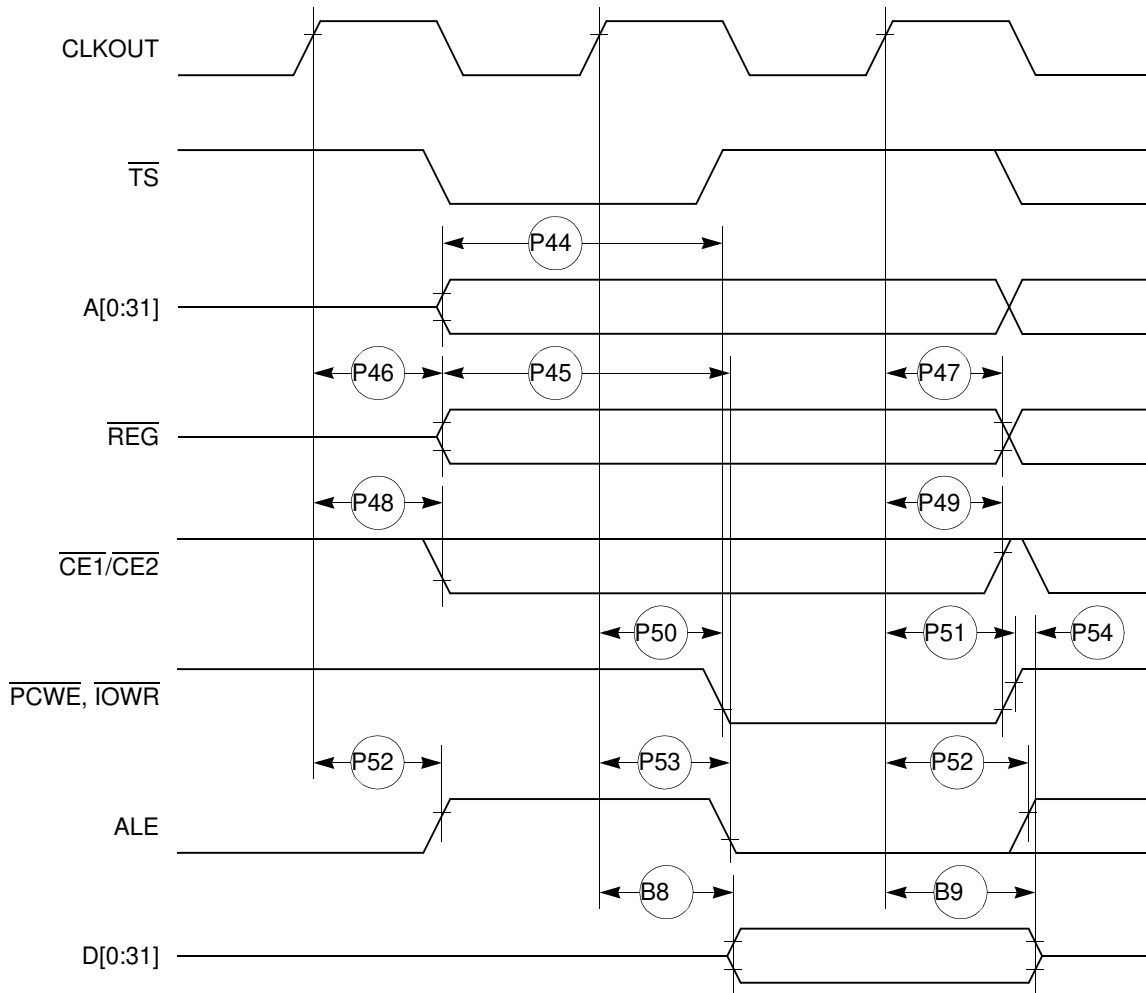 CLKOUT
TS
P44
A[0:31]
P46 P45 P47
REG
P48 P49
CE1/CE2
P50 P51 P54
PCWE, IOWR
P52 P53 P52
ALE
B8 B9
D[0:31]